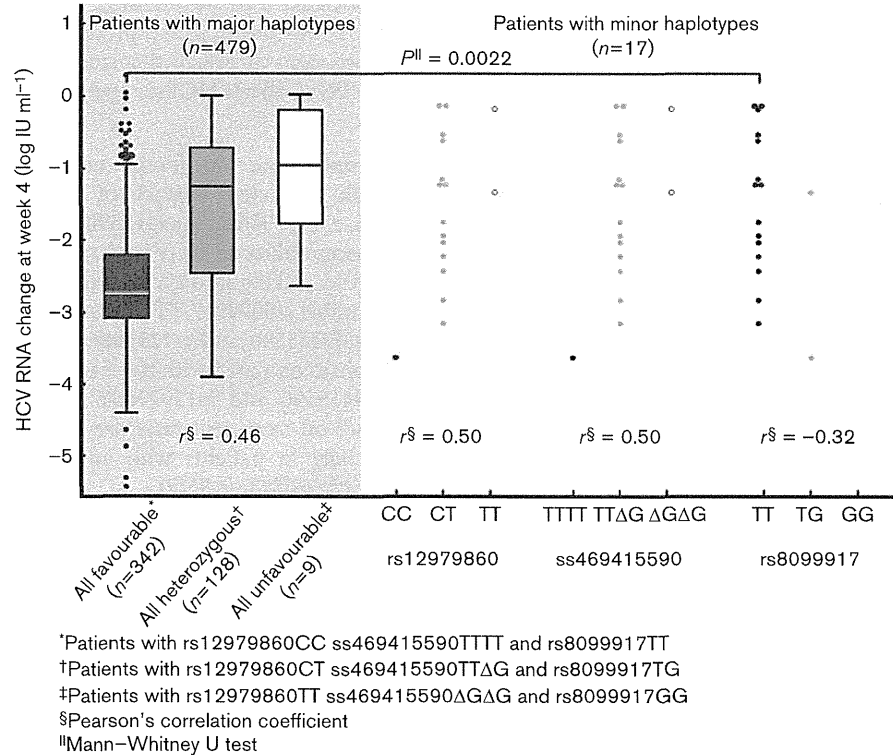 Patients with major haplotypes
(n=479)
Patients with minor haplotypes
(n=17)
P|| = 0.0022
HCV RNA change at week 4 (log IU ml⁻¹)
1
0
−1
−2
−3
−4
−5
r§ = 0.46
r§ = 0.50
r§ = 0.50
r§ = −0.32
All favourable*
(n=342)
All heterozygous†
(n=128)
All unfavourable‡
(n=9)
CC CT TT
rs12979860
TTTT TTΔG ΔGΔG
ss469415590
TT TG GG
rs8099917
*Patients with rs12979860CC ss469415590TTTT and rs8099917TT
†Patients with rs12979860CT ss469415590TTΔG and rs8099917TG
‡Patients with rs12979860TT ss469415590ΔGΔG and rs8099917GG
§Pearson's correlation coefficient
||Mann–Whitney U test